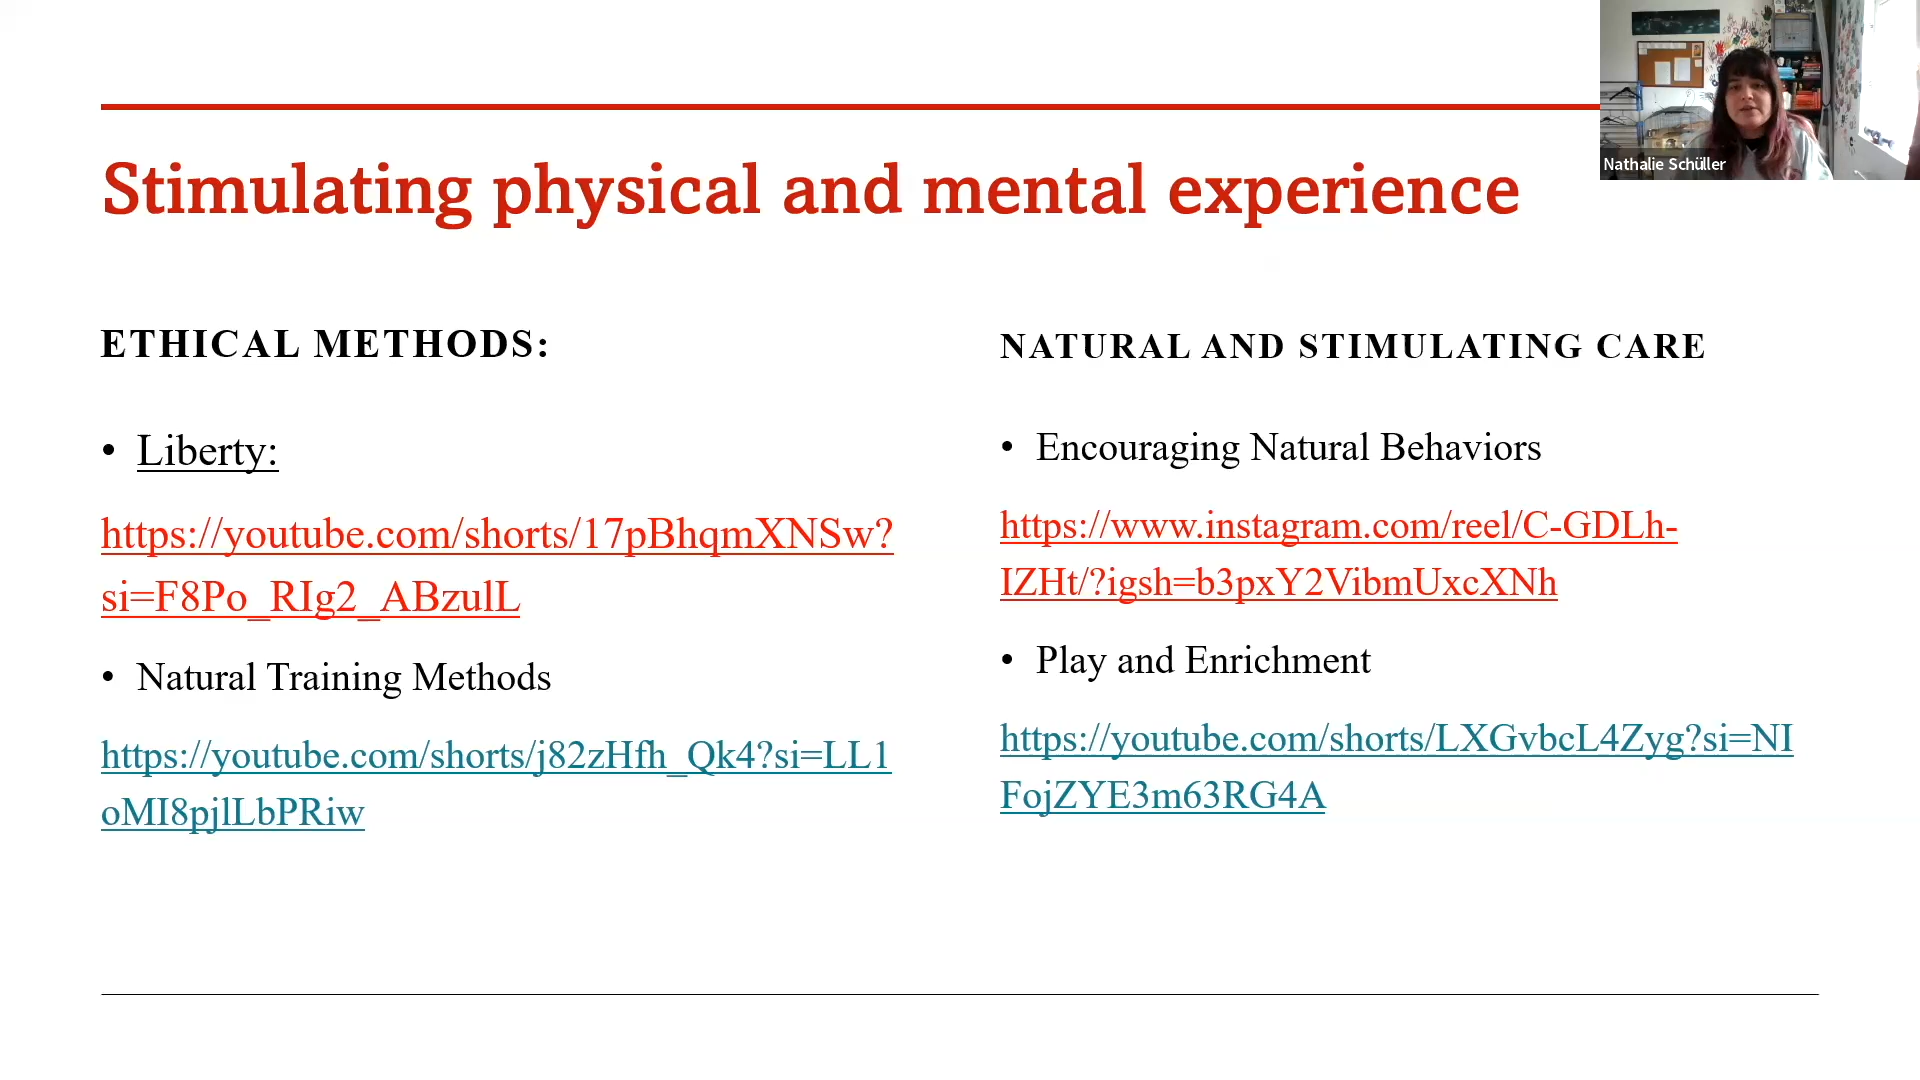 Stimulating physical and mental experience
ETHICAL METHODS:
• Liberty:
https://youtube.com/shorts/17pBhqmXNSw?
si=F8Po_RIg2_ABzulL
• Natural Training Methods
https://youtube.com/shorts/j82zHfh_Qk4?si=LL1
oMI8pjlLbPRiw
NATURAL AND STIMULATING CARE
• Encouraging Natural Behaviors
https://www.instagram.com/reel/C-GDLh-
IZHt/?igsh=b3pxY2VibmUxcXNh
• Play and Enrichment
https://youtube.com/shorts/LXGvbcL4Zyg?si=NI
FojZYE3m63RG4A
Nathalie Schüller